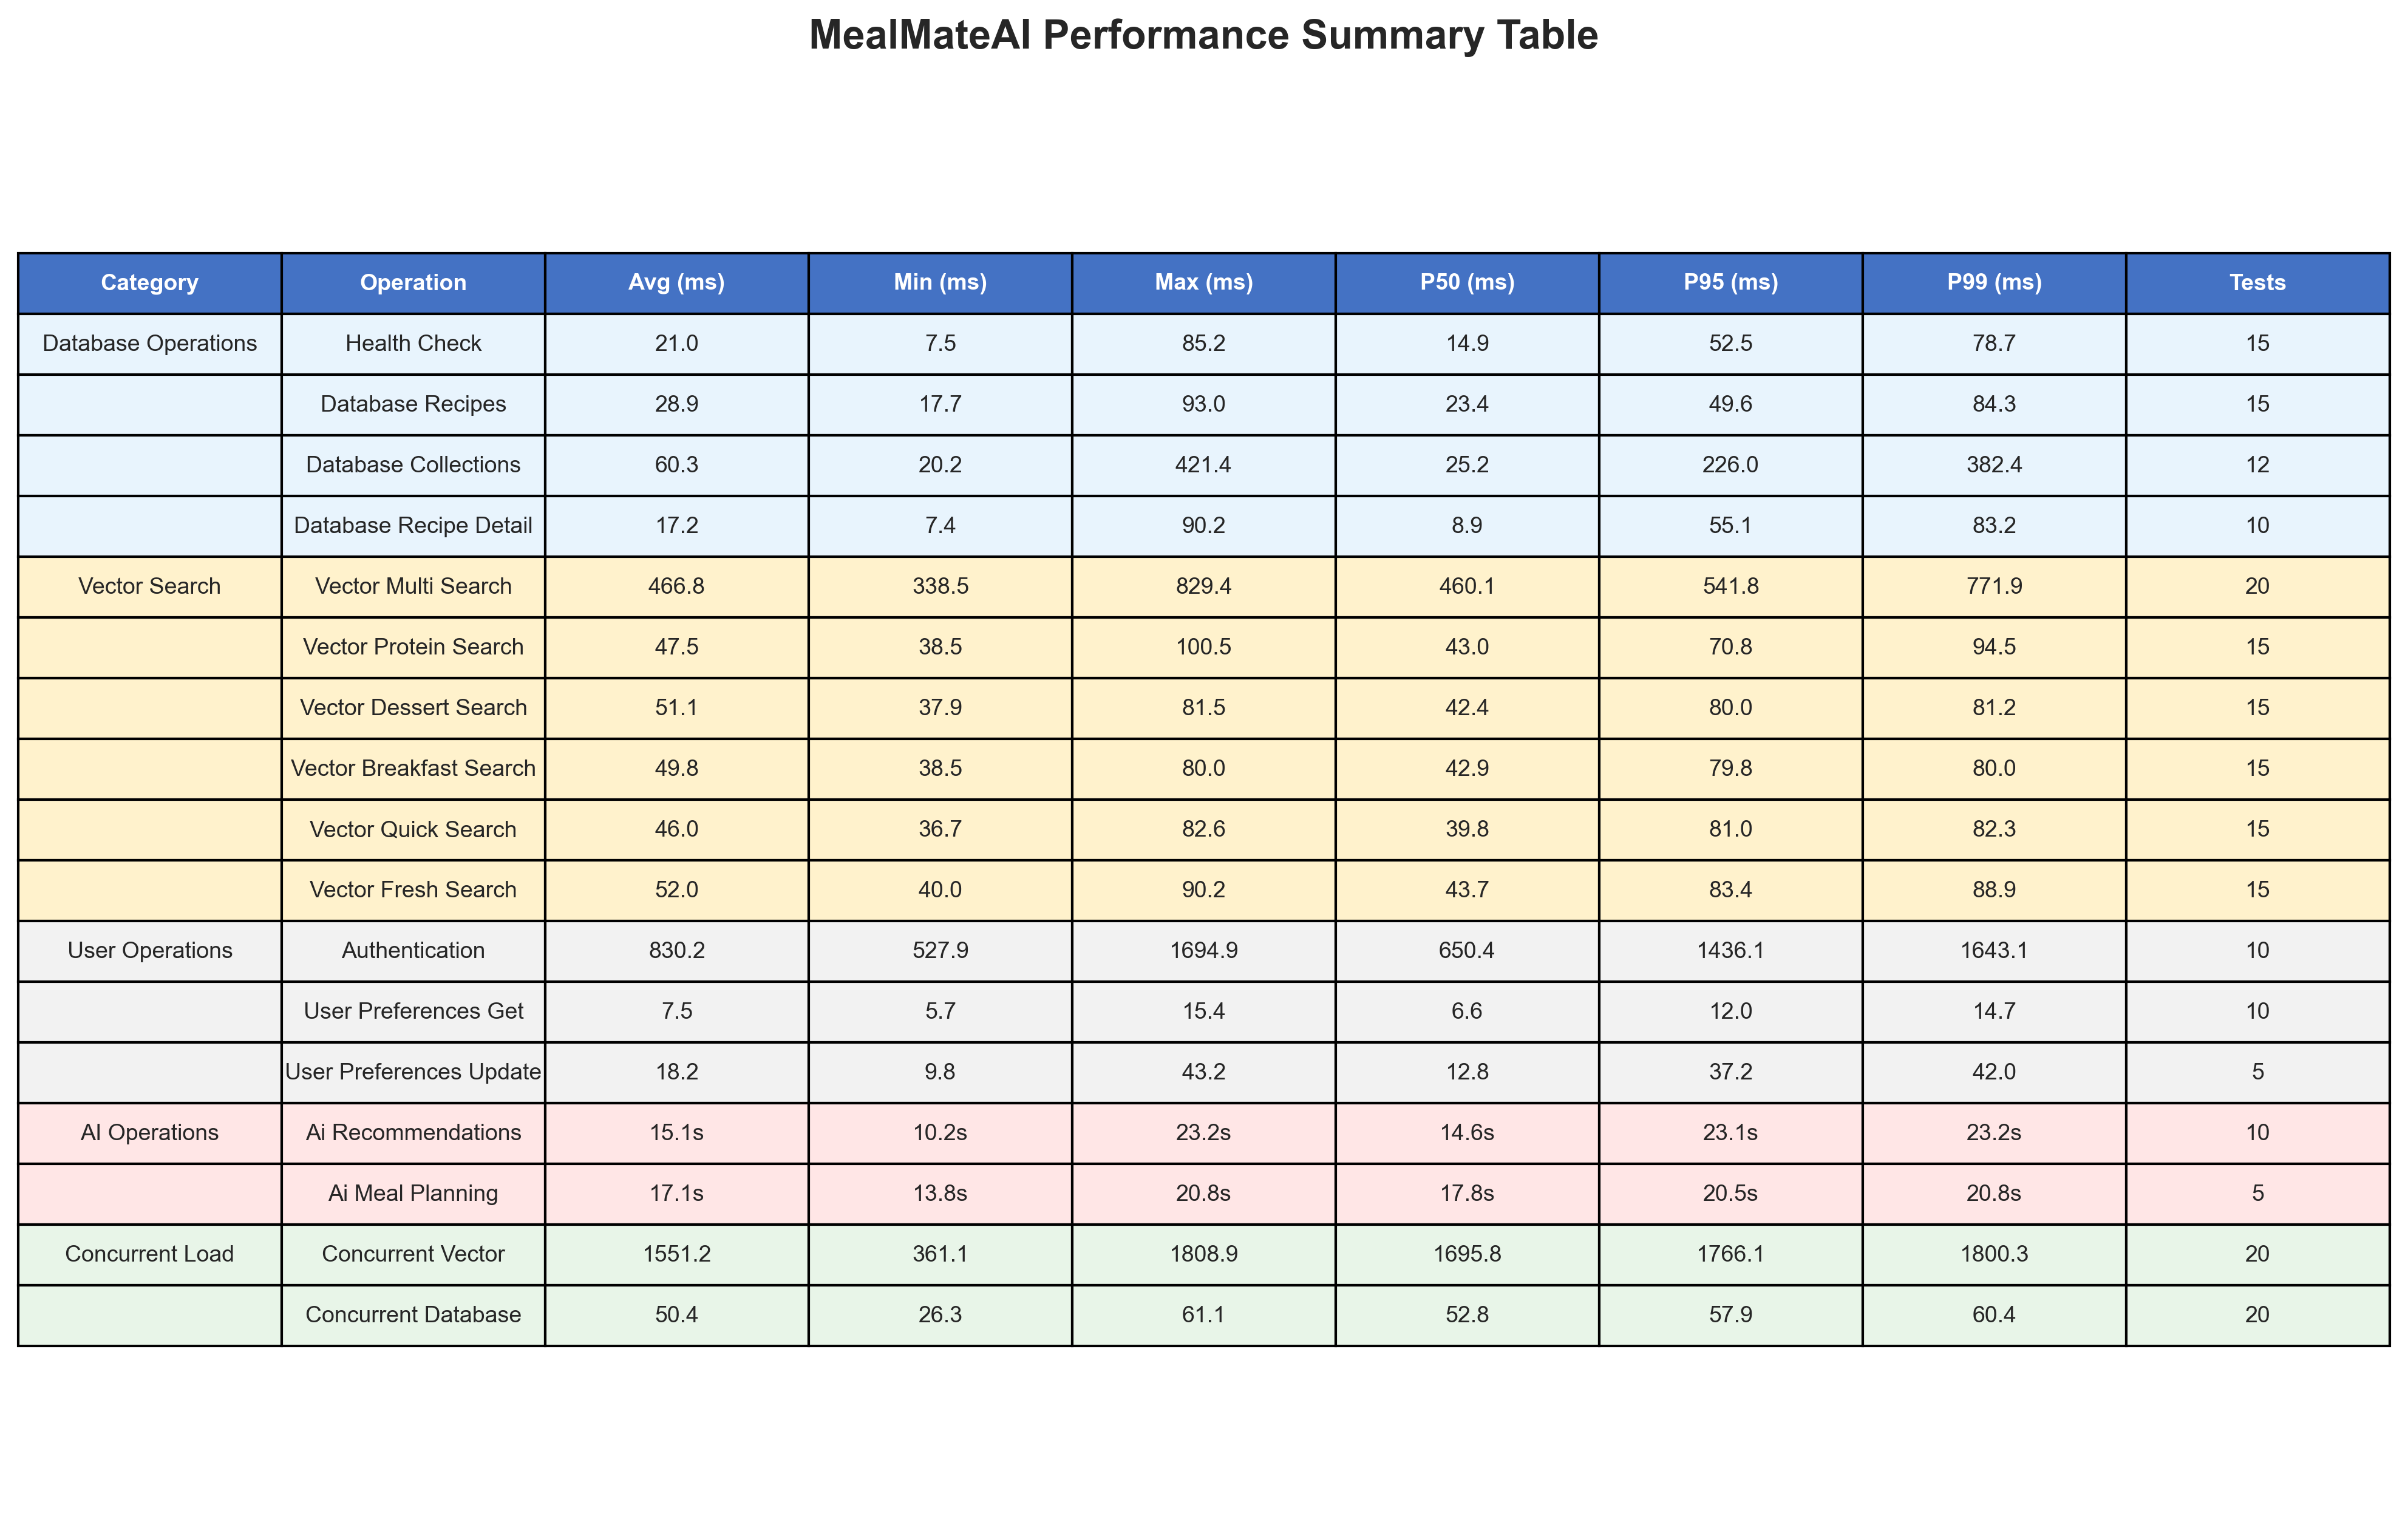 MealMateAI Performance Summary Table
Category Operation Avg (ms) Min (ms) Max (ms) P50 (ms) P95 (ms) P99 (ms) Tests
Database Operations Health Check 21.0 7.5 85.2 14.9 52.5 78.7 15
Database Recipes 28.9 17.7 93.0 23.4 49.6 84.3 15
Database Collections 60.3 20.2 421.4 25.2 226.0 382.4 12
Database Recipe Detail 17.2 7.4 90.2 8.9 55.1 83.2 10
Vector Search Vector Multi Search 466.8 338.5 829.4 460.1 541.8 771.9 20
Vector Protein Search 47.5 38.5 100.5 43.0 70.8 94.5 15
Vector Dessert Search 51.1 37.9 81.5 42.4 80.0 81.2 15
Vector Breakfast Search 49.8 38.5 80.0 42.9 79.8 80.0 15
Vector Quick Search 46.0 36.7 82.6 39.8 81.0 82.3 15
Vector Fresh Search 52.0 40.0 90.2 43.7 83.4 88.9 15
User Operations Authentication 830.2 527.9 1694.9 650.4 1436.1 1643.1 10
User Preferences Get 7.5 5.7 15.4 6.6 12.0 14.7 10
User Preferences Update 18.2 9.8 43.2 12.8 37.2 42.0 5
AI Operations Ai Recommendations 15.1s 10.2s 23.2s 14.6s 23.1s 23.2s 10
Ai Meal Planning 17.1s 13.8s 20.8s 17.8s 20.5s 20.8s 5
Concurrent Load Concurrent Vector 1551.2 361.1 1808.9 1695.8 1766.1 1800.3 20
Concurrent Database 50.4 26.3 61.1 52.8 57.9 60.4 20